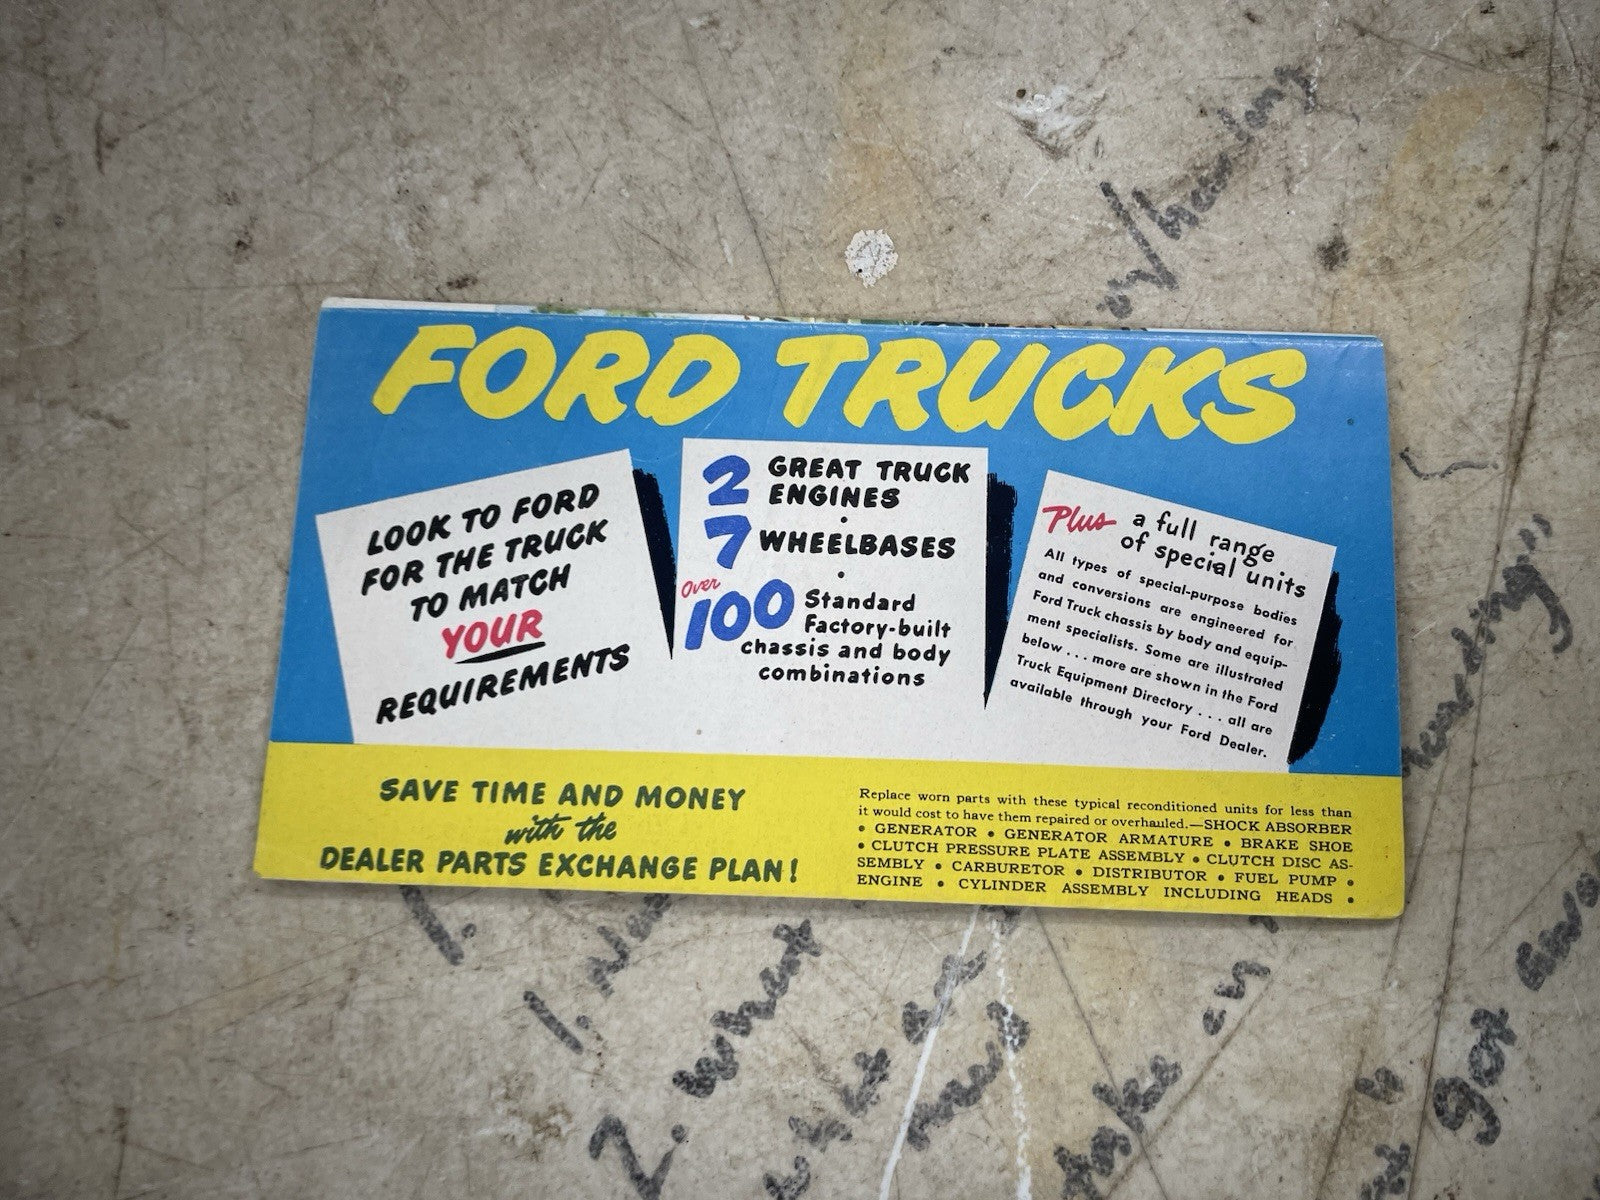 FORD TRUCKS
LOOK TO FORD
FOR THE TRUCK
TO MATCH
YOUR
REQUIREMENTS
2 GREAT TRUCK
ENGINES
•
7 WHEELBASES
•
Over
100 Standard
Factory-built
chassis and body
combinations
Plus a full range
of special units
All types of special-purpose bodies
and conversions are engineered for
Ford Truck chassis by body and equip-
ment specialists. Some are illustrated
below . . . more are shown in the Ford
Truck Equipment Directory . . . all are
available through your Ford Dealer.
SAVE TIME AND MONEY
with the
DEALER PARTS EXCHANGE PLAN!
Replace worn parts with these typical reconditioned units for less than
it would cost to have them repaired or overhauled.—SHOCK ABSORBER
• GENERATOR • GENERATOR ARMATURE • BRAKE SHOE
• CLUTCH PRESSURE PLATE ASSEMBLY • CLUTCH DISC AS-
SEMBLY • CARBURETOR • DISTRIBUTOR • FUEL PUMP •
ENGINE • CYLINDER ASSEMBLY INCLUDING HEADS •
1.
2. what
got